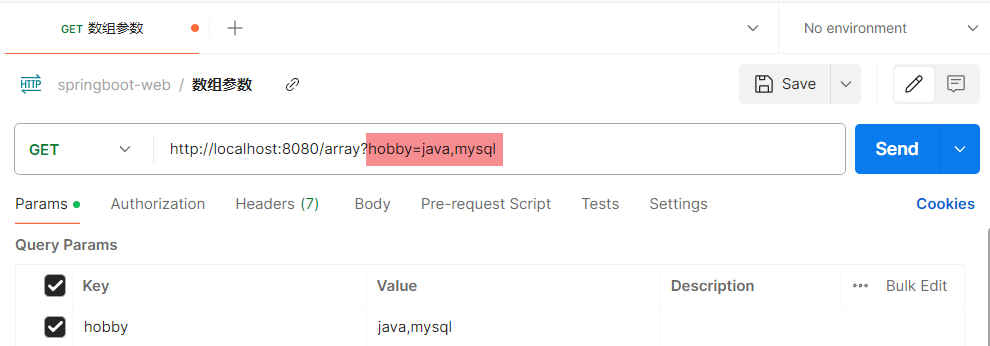 GET 数组参数
No environment
HTTP springboot-web / 数组参数
Save
GET http://localhost:8080/array?hobby=java,mysql Send
Params Authorization Headers (7) Body Pre-request Script Tests Settings Cookies
Query Params
Key Value Description Bulk Edit
hobby java,mysql